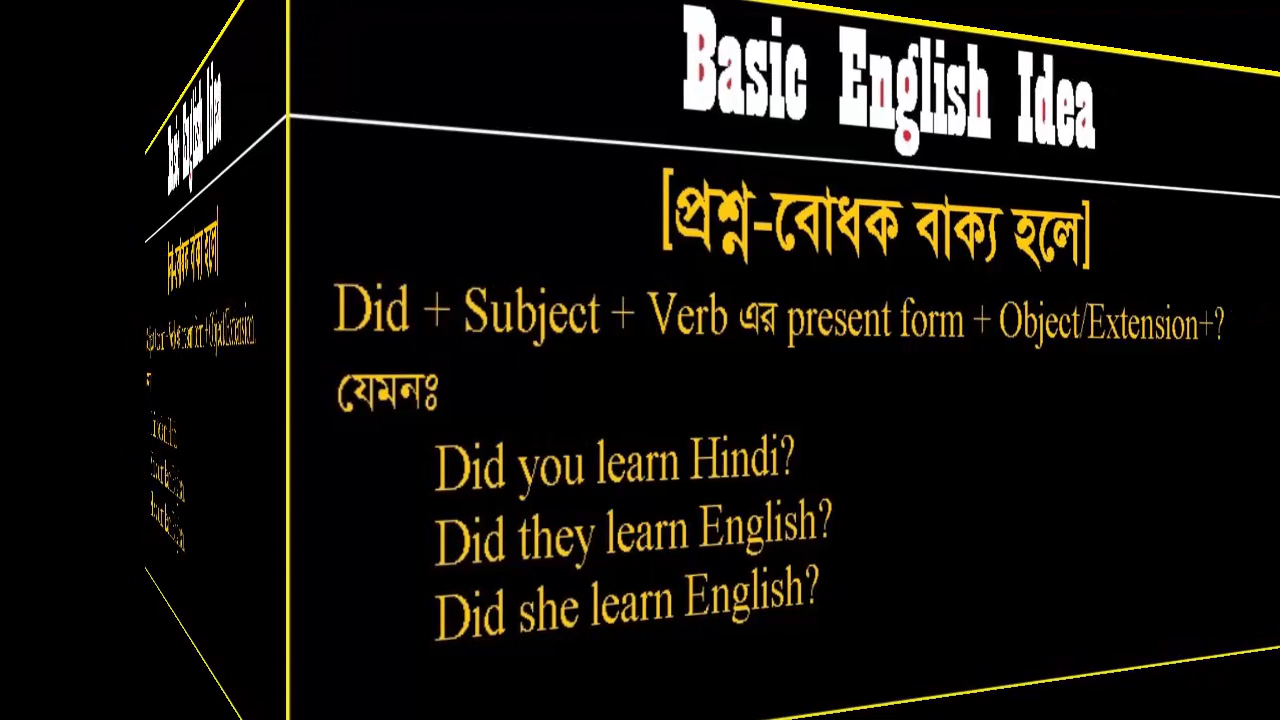 Basic English Idea
[প্রশ্ন-বোধক বাক্য হলে]
Did + Subject + Verb এর present form + Object/Extension+?
যেমনঃ
Did you learn Hindi?
Did they learn English?
Did she learn English?